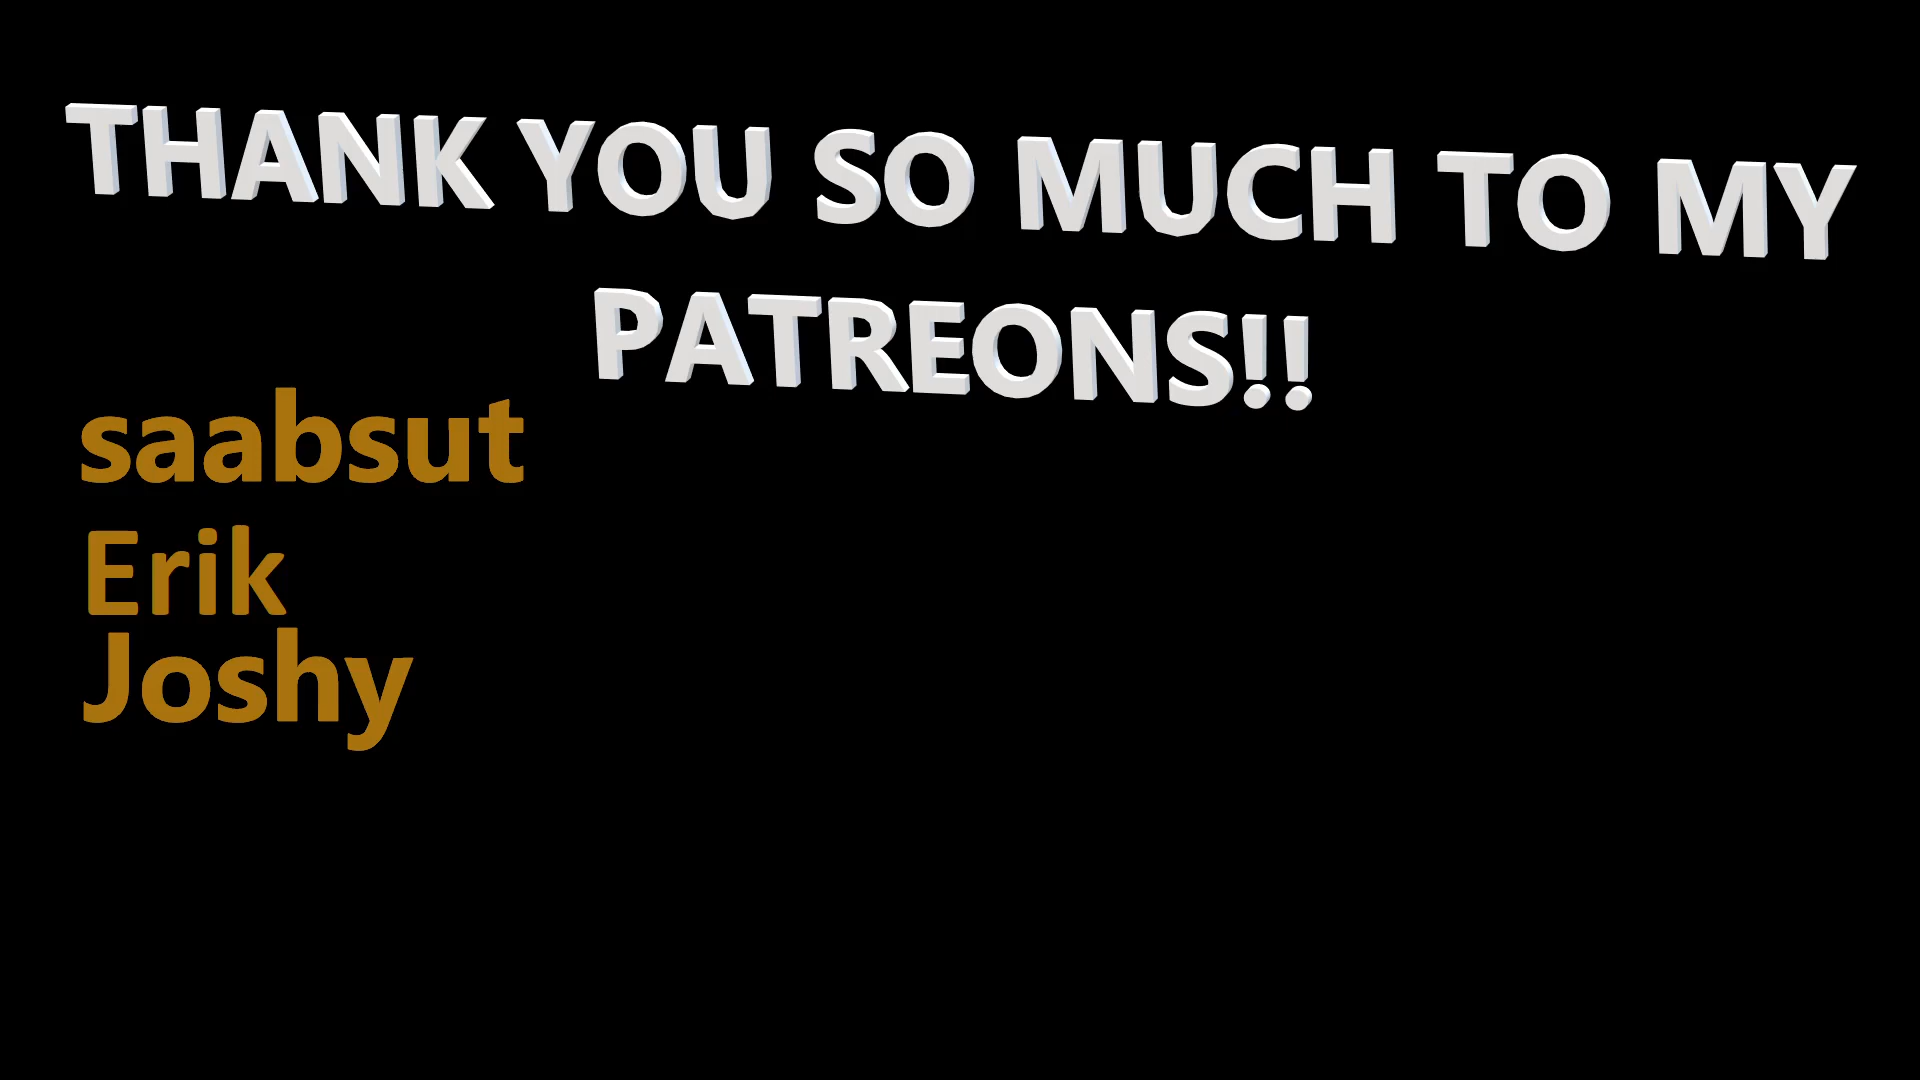 THANK YOU SO MUCH TO MY
PATREONS!!
saabsut
Erik
Joshy